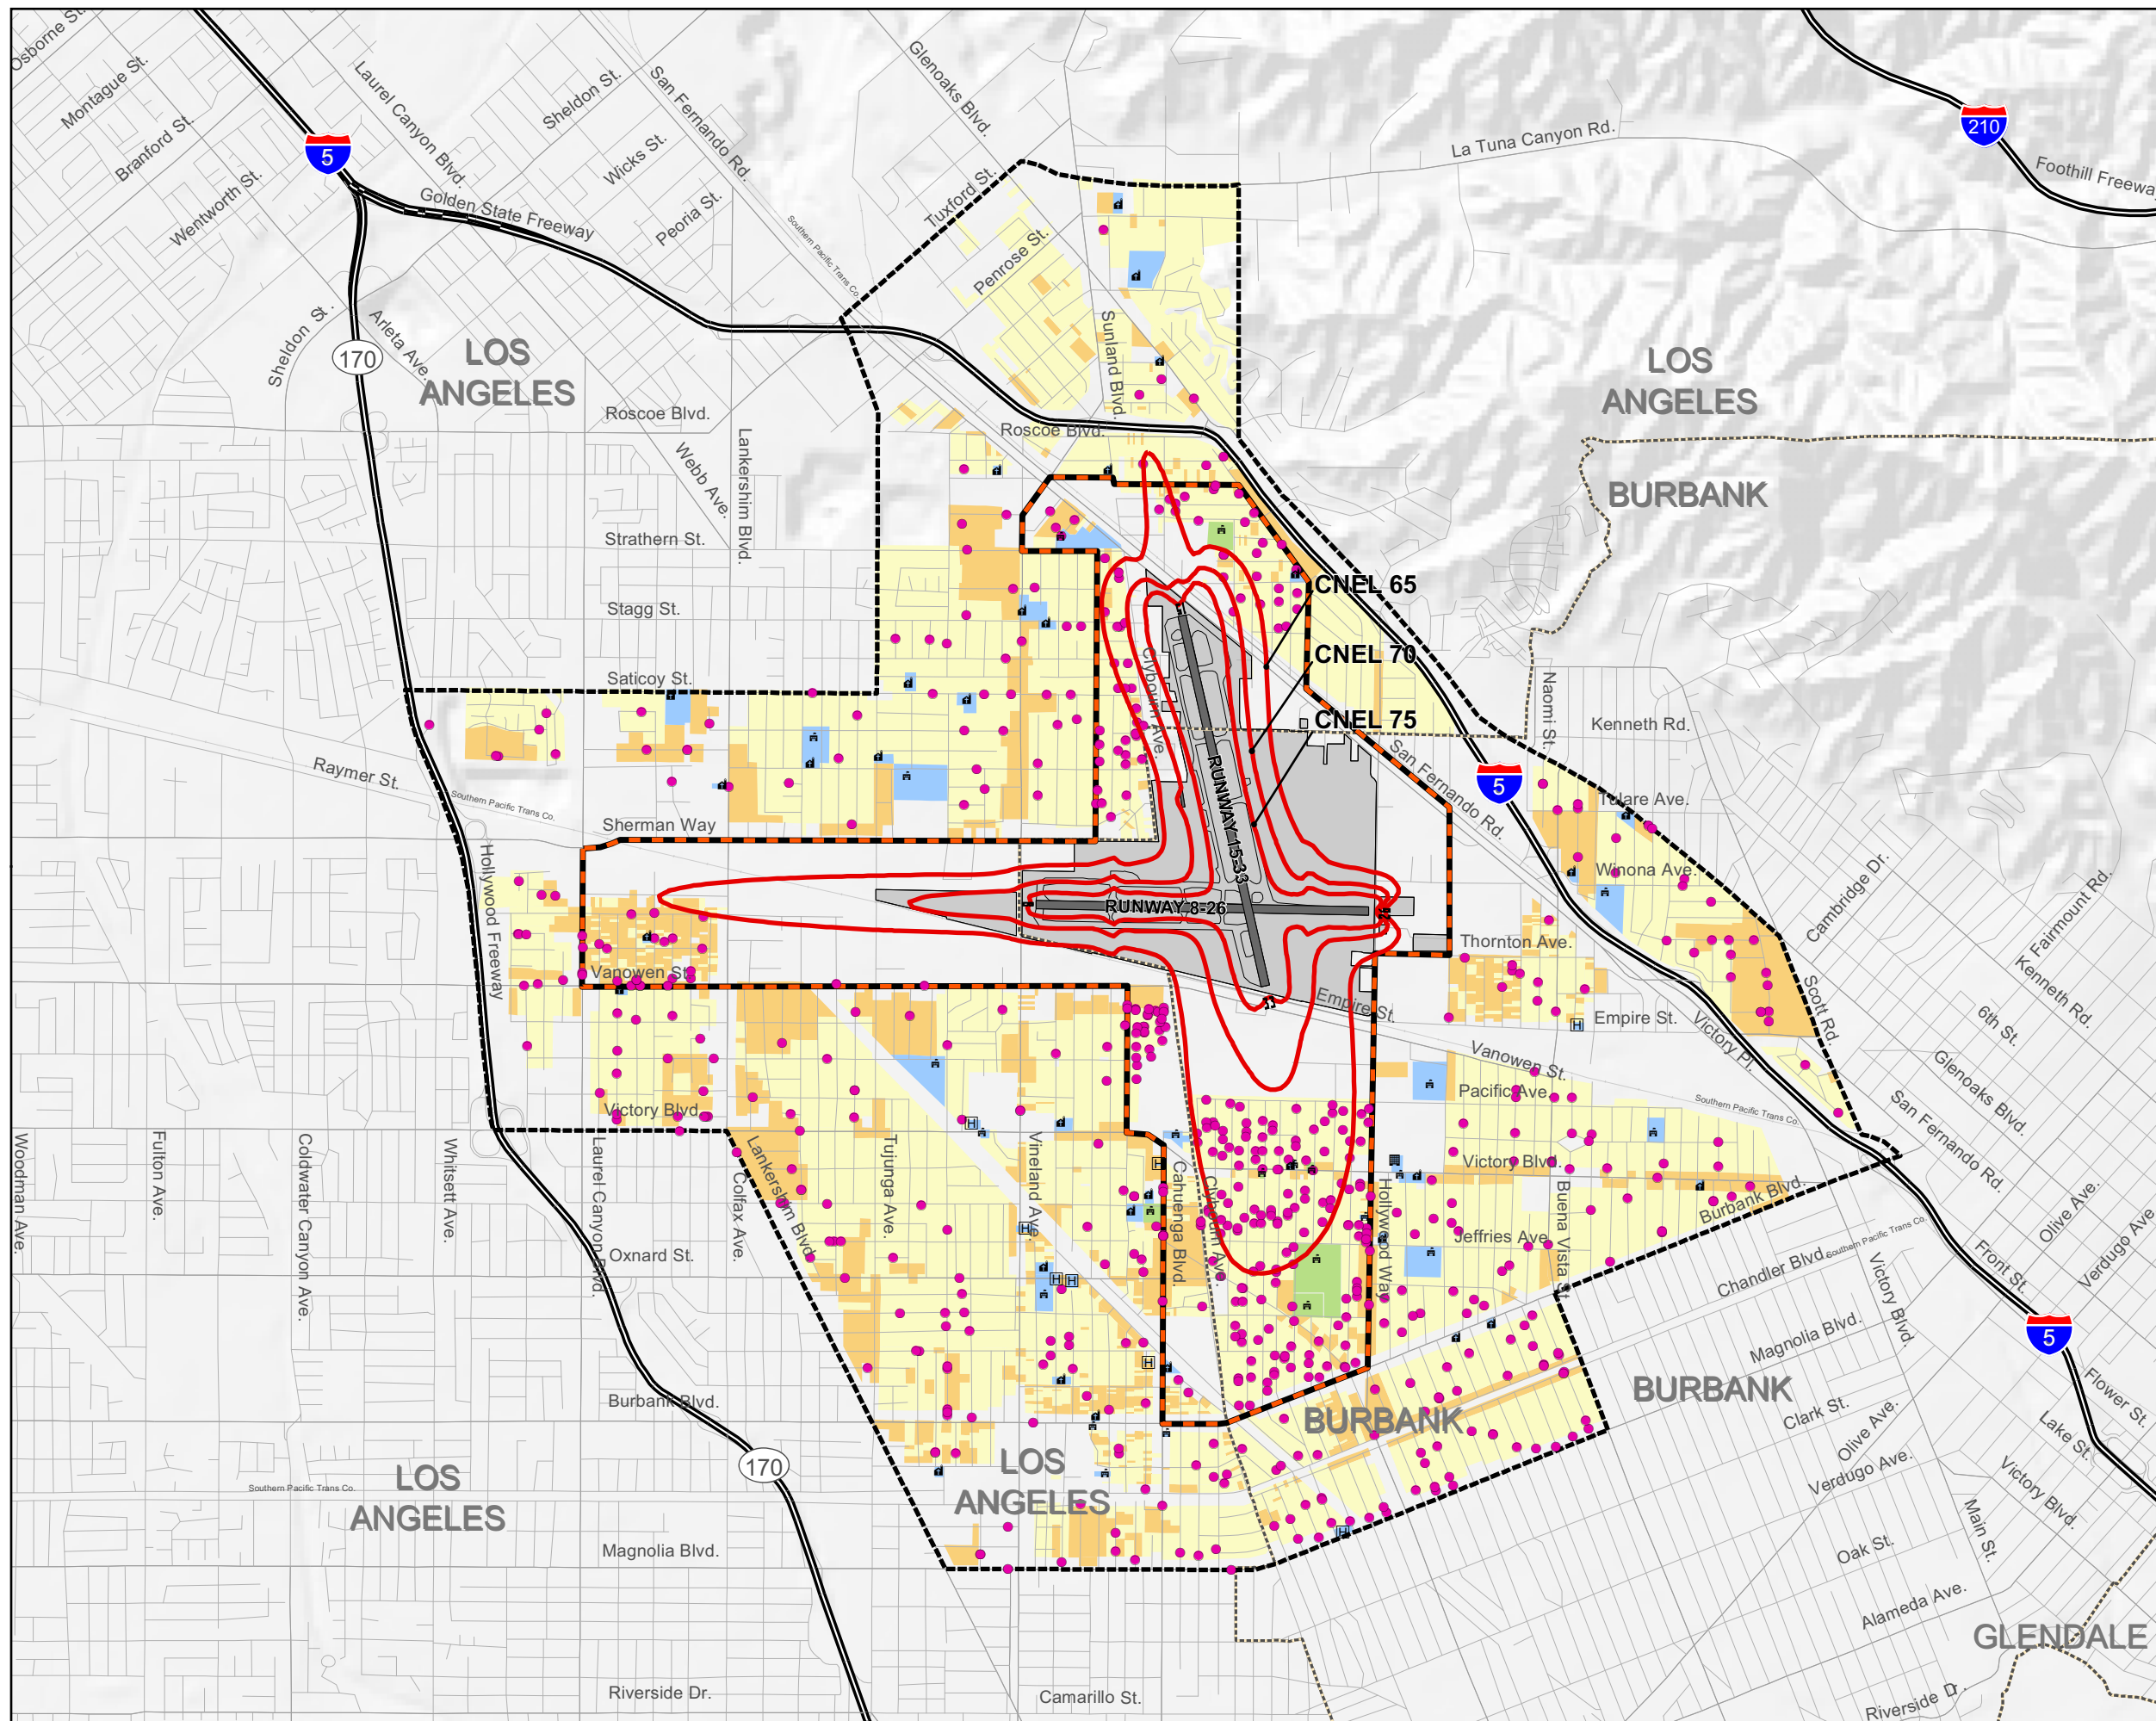 Osborne St.
Montague St.
Branford St.
Wentworth St.
Laurel Canyon Blvd.
Sheldon St.
San Fernando Rd.
Wicks St.
Peoria St.
Glenoaks Blvd.
La Tuna Canyon Rd.
210
Foothill Freewa
5
Golden State Freeway
Tuxford St.
Penrose St.
Southern Pacific Trans Co.
Sheldon St.
Arleta Ave.
170
LOS
ANGELES
Sunland Blvd.
LOS
ANGELES
Roscoe Blvd.
Roscoe Blvd.
Webb Ave.
Lankershim Blvd.
BURBANK
Strathern St.
Stagg St.
CNEL 65
CNEL 70
CNEL 75
Clybourn Ave.
Saticoy St.
Naomi St.
Kenneth Rd.
Raymer St.
Southern Pacific Trans Co.
San Fernando Rd.
5
Tulare Ave.
Sherman Way
RUNWAY 15-33
Winona Ave.
Cambridge Dr.
Fairmount Rd.
Hollywood Freeway
RUNWAY 8-26
Thornton Ave.
Kenneth Rd.
Vanowen St.
Empire St.
Empire St.
Scott Rd.
6th St.
Victory Pl.
Vanowen St.
Glenoaks Blvd.
Pacific Ave.
Southern Pacific Trans Co.
San Fernando Rd.
Victory Blvd.
Woodman Ave.
Fulton Ave.
Coldwater Canyon Ave.
Whitsett Ave.
Laurel Canyon Blvd.
Colfax Ave.
Lankershim Blvd.
Tujunga Ave.
Vineland Ave.
Cahuenga Blvd.
Clybourn Ave.
Hollywood Way
Victory Blvd.
Buena Vista St.
Burbank Blvd.
Jeffries Ave.
Olive Ave.
Verdugo Ave.
Oxnard St.
Southern Pacific Trans Co.
Chandler Blvd.
Front St.
Victory Blvd.
Magnolia Blvd.
5
H
H
H
H
H
H
H
H
Burbank Blvd.
BURBANK
BURBANK
Clark St.
Olive Ave.
Flower St.
Lake St.
170
LOS
ANGELES
LOS
ANGELES
Southern Pacific Trans Co.
Verdugo Ave.
Victory Blvd.
Main St.
Magnolia Blvd.
Oak St.
Alameda Ave.
GLENDALE
Riverside Dr.
Camarillo St.
Riverside Dr.